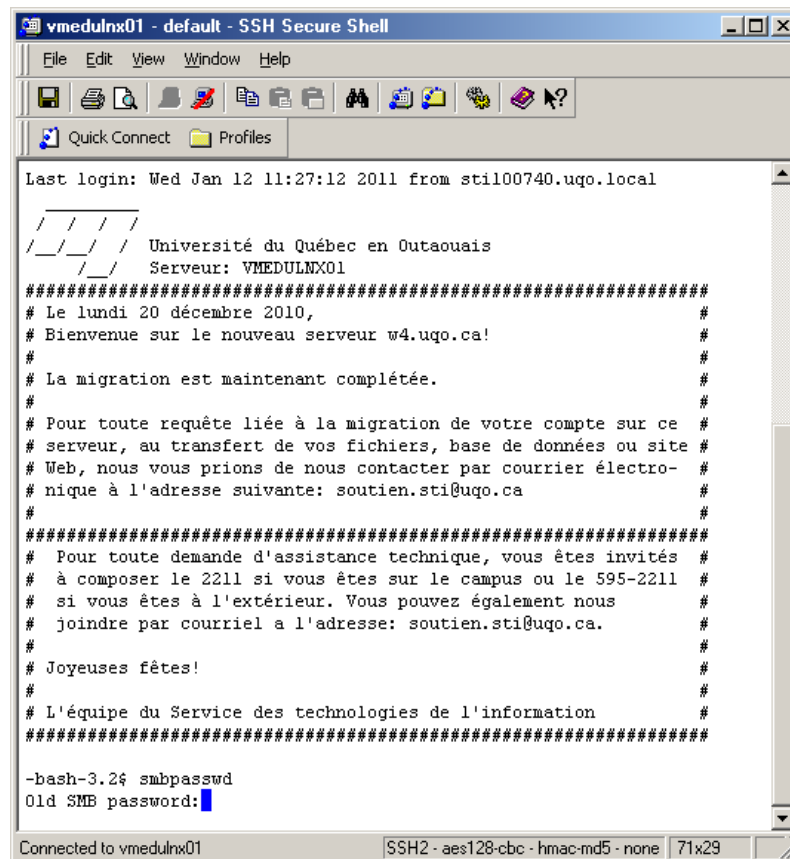 vmedulnx01 - default - SSH Secure Shell
File Edit View Window Help
Quick Connect Profiles
Last login: Wed Jan 12 11:27:12 2011 from sti100740.uqo.local
Université du Québec en Outaouais
Serveur: VMEDULNX01
##################################################################
# Le lundi 20 décembre 2010, #
# Bienvenue sur le nouveau serveur w4.uqo.ca! #
# #
# La migration est maintenant complétée. #
# #
# Pour toute requête liée à la migration de votre compte sur ce #
# serveur, au transfert de vos fichiers, base de données ou site #
# Web, nous vous prions de nous contacter par courrier électro- #
# nique à l'adresse suivante: soutien.sti@uqo.ca #
# #
##################################################################
# Pour toute demande d'assistance technique, vous êtes invités #
# à composer le 2211 si vous êtes sur le campus ou le 595-2211 #
# si vous êtes à l'extérieur. Vous pouvez également nous #
# joindre par courriel a l'adresse: soutien.sti@uqo.ca. #
# #
# Joyeuses fêtes! #
# #
# L'équipe du Service des technologies de l'information #
##################################################################
-bash-3.2$ smbpasswd
Old SMB password:
Connected to vmedulnx01 SSH2 - aes128-cbc - hmac-md5 - none 71x29